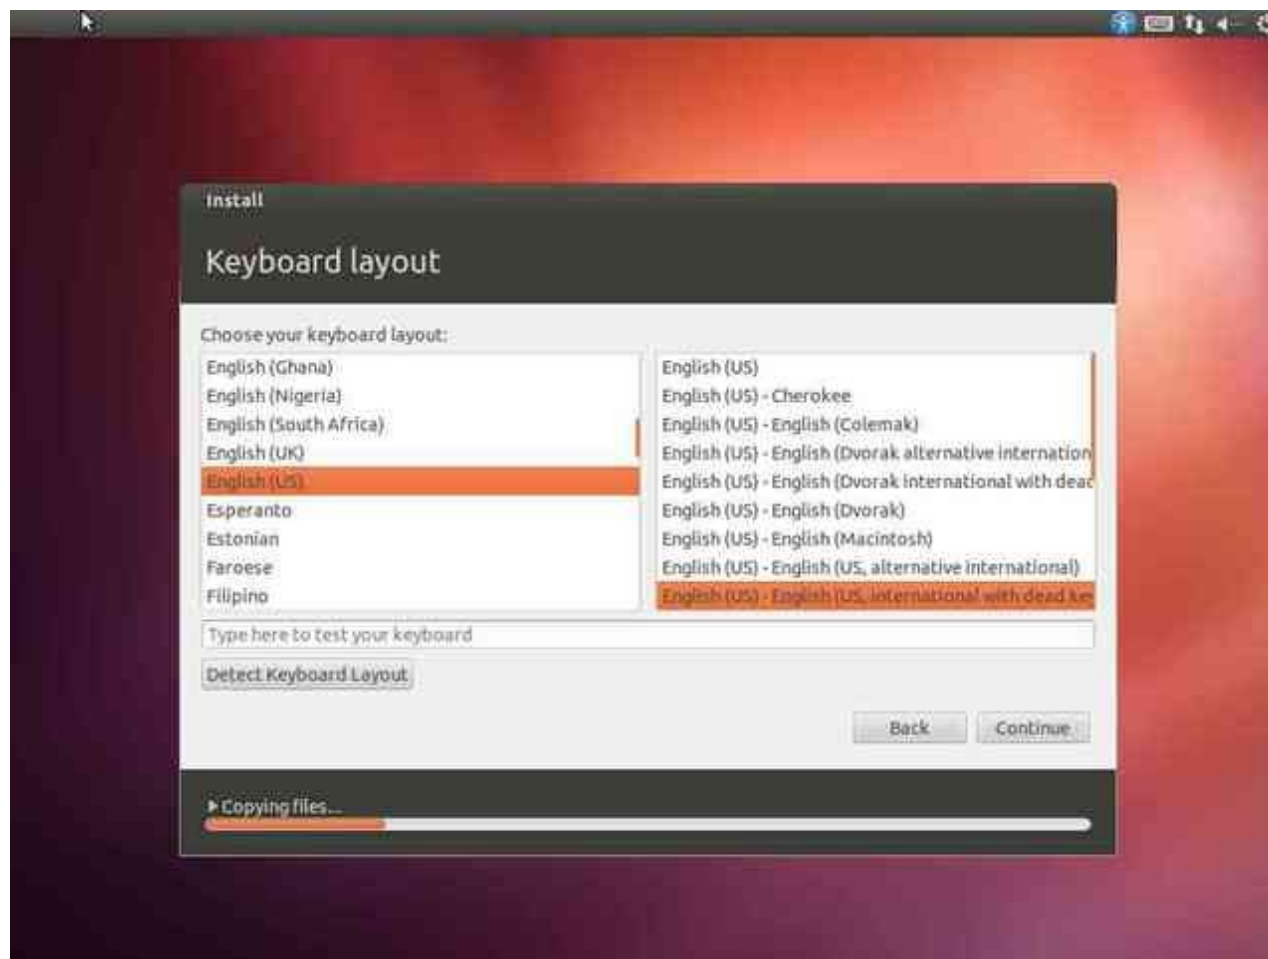 Install
Keyboard layout
Choose your keyboard layout:
English (Ghana)
English (Nigeria)
English (South Africa)
English (UK)
English (US)
Esperanto
Estonian
Faroese
Filipino
English (US)
English (US) - Cherokee
English (US) - English (Colemak)
English (US) - English (Dvorak alternative internation
English (US) - English (Dvorak international with dead
English (US) - English (Dvorak)
English (US) - English (Macintosh)
English (US) - English (US, alternative international)
English (US) - English (US, international with dead key
Type here to test your keyboard
Detect Keyboard Layout
Back Continue
Copying files...